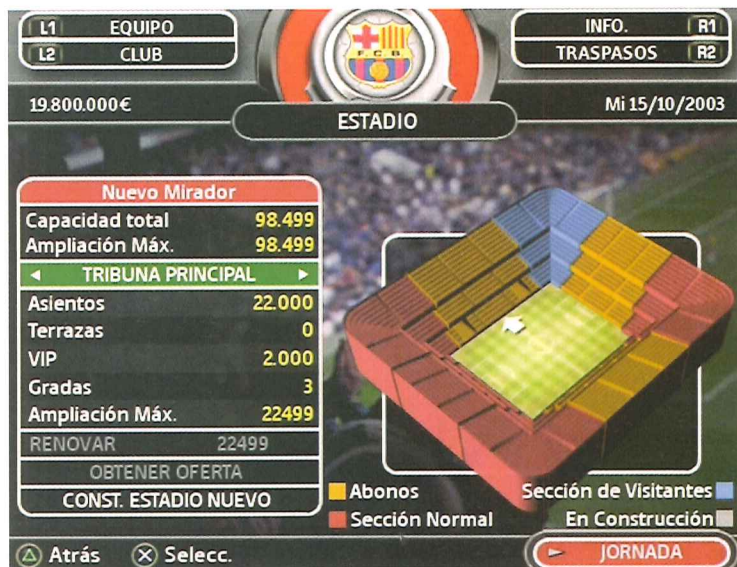 L1 EQUIPO
L2 CLUB
F. C. B
INFO. R1
TRASPASOS R2
19.800.000€
ESTADIO
Mi 15/10/2003
Nuevo Mirador
Capacidad total 98.499
Ampliación Máx. 98.499
TRIBUNA PRINCIPAL
Asientos 22.000
Terrazas 0
VIP 2.000
Gradas 3
Ampliación Máx. 22499
RENOVAR 22499
OBTENER OFERTA
CONST. ESTADIO NUEVO
Abonos
Sección de Visitantes
Sección Normal
En Construcción
Atrás
Selecc.
JORNADA